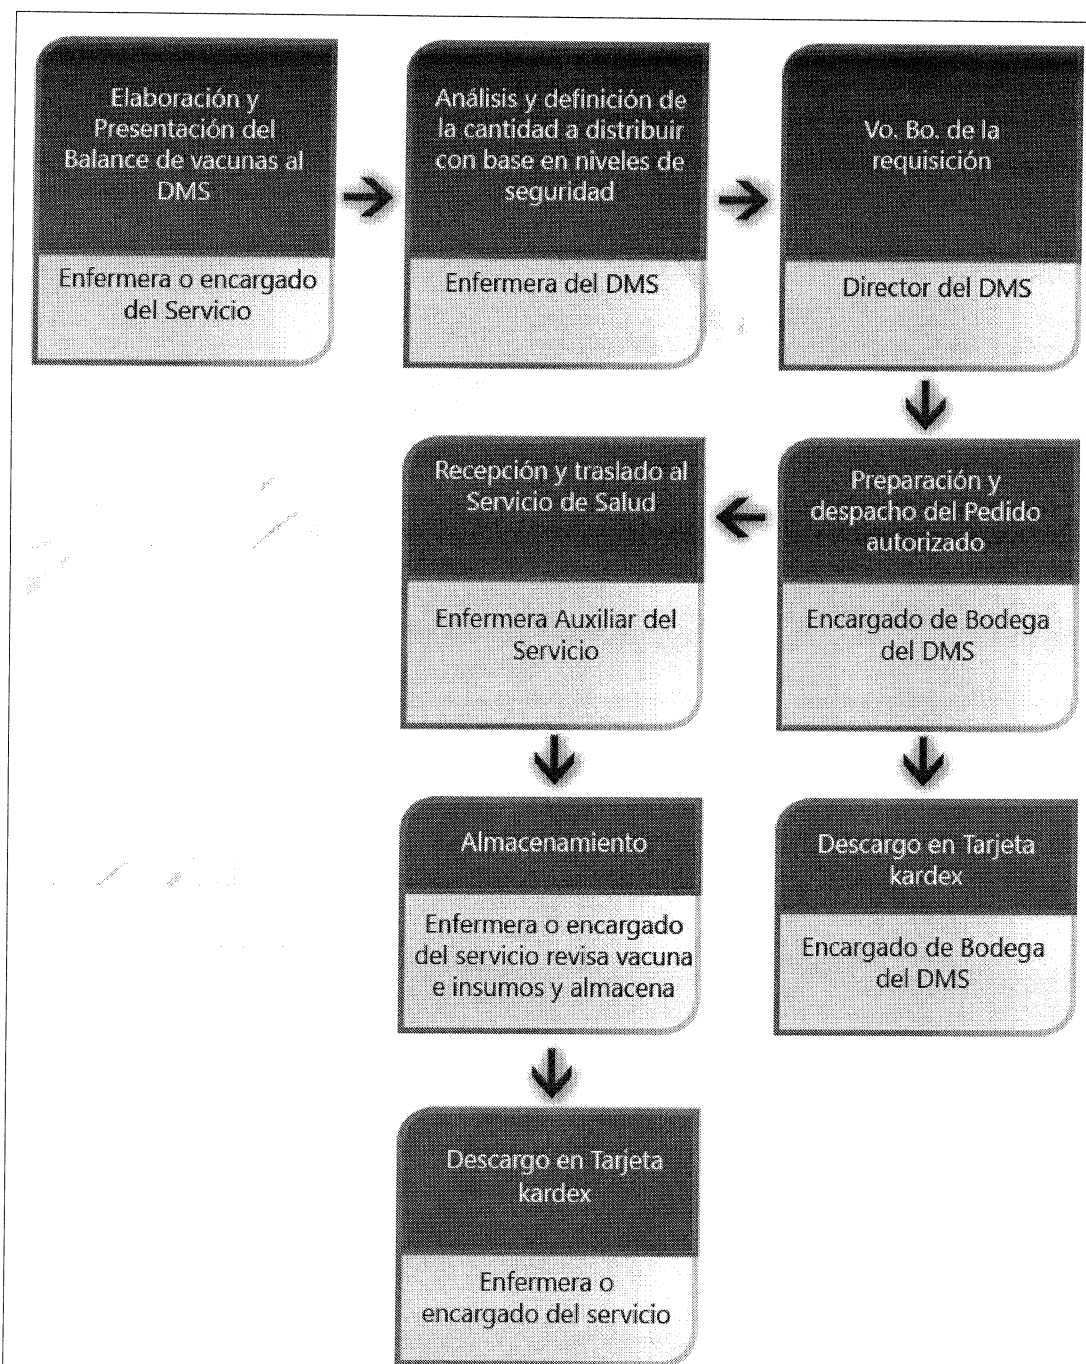 Elaboración y
Presentación del
Balance de vacunas al
DMS
Enfermera o encargado
del Servicio
Análisis y definición de
la cantidad a distribuir
con base en niveles de
seguridad
Enfermera del DMS
Vo. Bo. de la
requisición
Director del DMS
Preparación y
despacho del Pedido
autorizado
Encargado de Bodega
del DMS
Recepción y traslado al
Servicio de Salud
Enfermera Auxiliar del
Servicio
Descargo en Tarjeta
kardex
Encargado de Bodega
del DMS
Almacenamiento
Enfermera o encargado
del servicio revisa vacuna
e insumos y almacena
Descargo en Tarjeta
kardex
Enfermera o
encargado del servicio